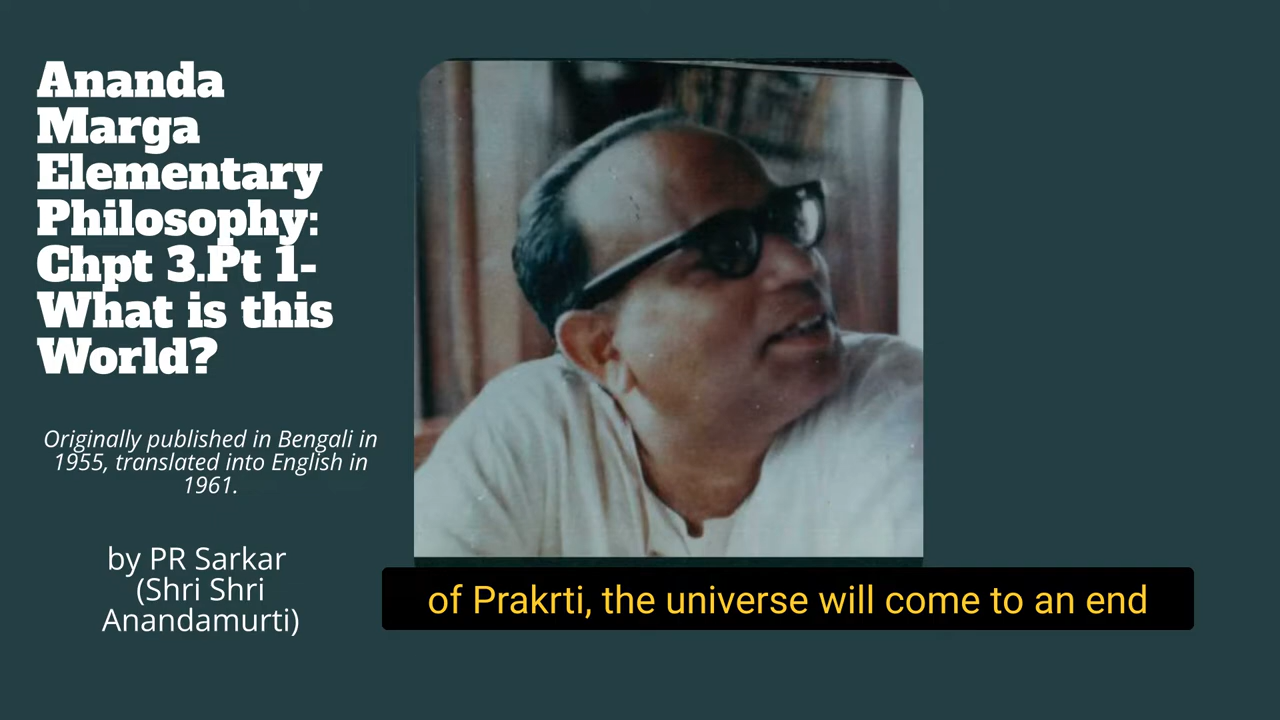 Ananda
Marga
Elementary
Philosophy:
Chpt 3.Pt 1-
What is this
World?
Originally published in Bengali in
1955, translated into English in
1961.
by PR Sarkar
(Shri Shri
Anandamurti)
of Prakrti, the universe will come to an end